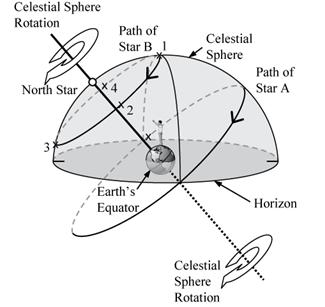 Celestial Sphere
Rotation
Path of
Star B
1
Celestial
Sphere
Path of
Star A
North Star
4
2
3
Earth's
Equator
Horizon
Celestial
Sphere
Rotation